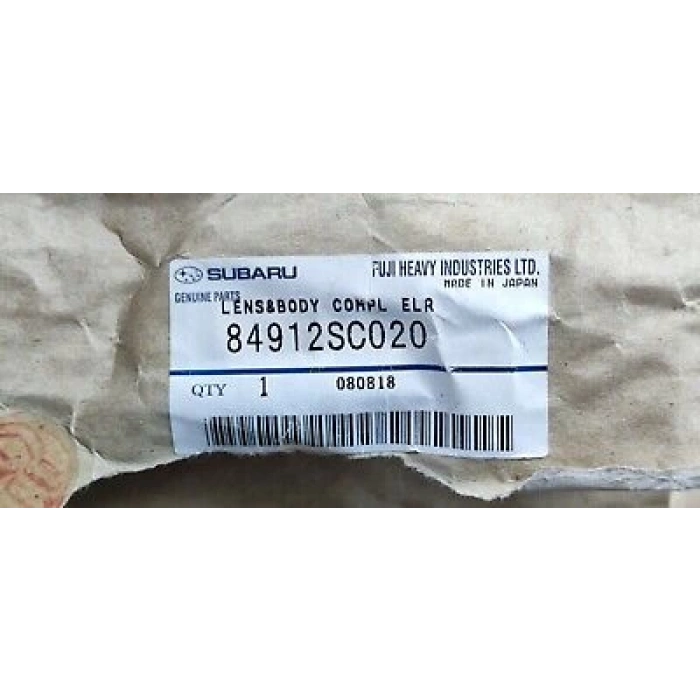 SUBARU
FUJI HEAVY INDUSTRIES LTD.
MADE IN JAPAN
GENUINE PARTS
LENS&BODY COMPL ELR
84912SC020
QTY 1 080818